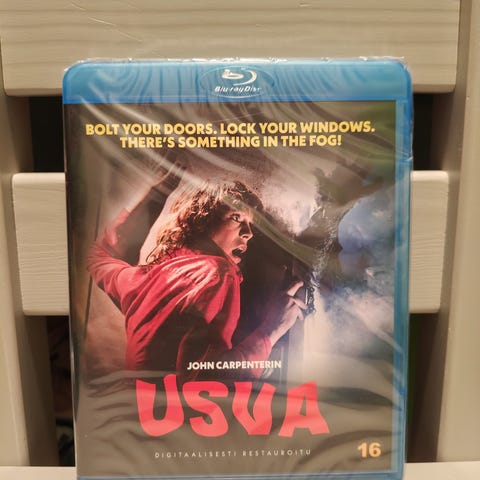 Blu-ray Disc
BOLT YOUR DOORS. LOCK YOUR WINDOWS.
THERE'S SOMETHING IN THE FOG!
JOHN CARPENTERIN
USVA
DIGITAALISESTI RESTAUROITU
16